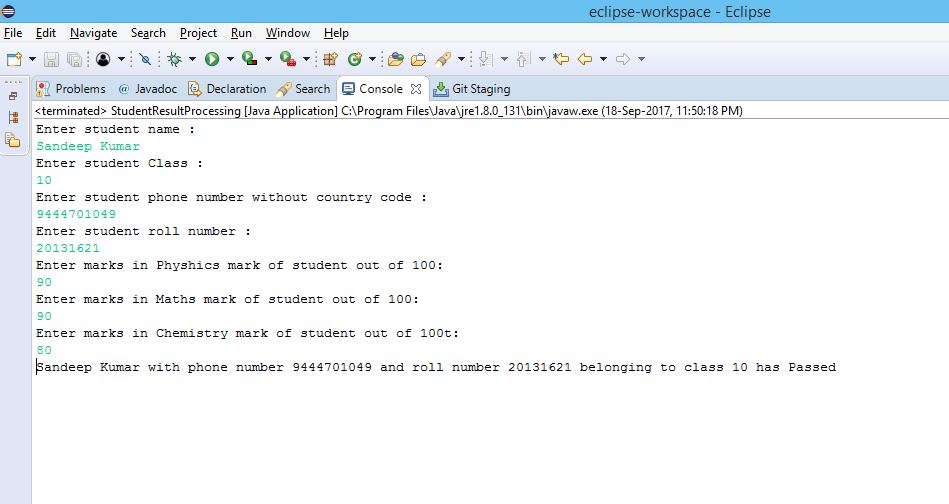 eclipse-workspace - Eclipse
File Edit Navigate Search Project Run Window Help
Problems @ Javadoc Declaration Search Console Git Staging
<terminated> StudentResultProcessing [Java Application] C:\Program Files\Java\jre1.8.0_131\bin\javaw.exe (18-Sep-2017, 11:50:18 PM)
Enter student name :
Sandeep Kumar
Enter student Class :
10
Enter student phone number without country code :
9444701049
Enter student roll number :
20131621
Enter marks in Physhics mark of student out of 100:
90
Enter marks in Maths mark of student out of 100:
90
Enter marks in Chemistry mark of student out of 100t:
80
Sandeep Kumar with phone number 9444701049 and roll number 20131621 belonging to class 10 has Passed